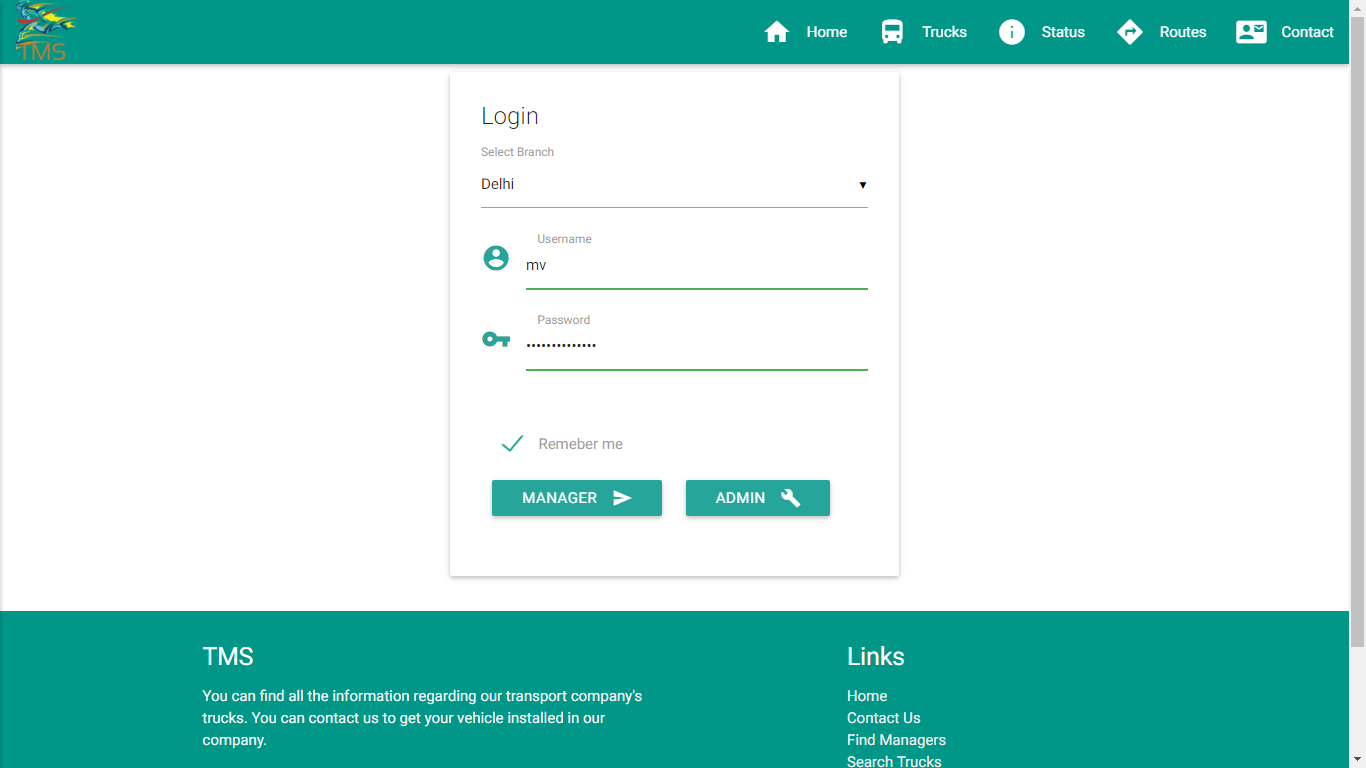 TMS
Home
Trucks
Status
Routes
Contact
Login
Select Branch
Delhi
Username
mv
Password
••••••••••••••
Remeber me
MANAGER
ADMIN
TMS
You can find all the information regarding our transport company's
trucks. You can contact us to get your vehicle installed in our
company.
Links
Home
Contact Us
Find Managers
Search Trucks